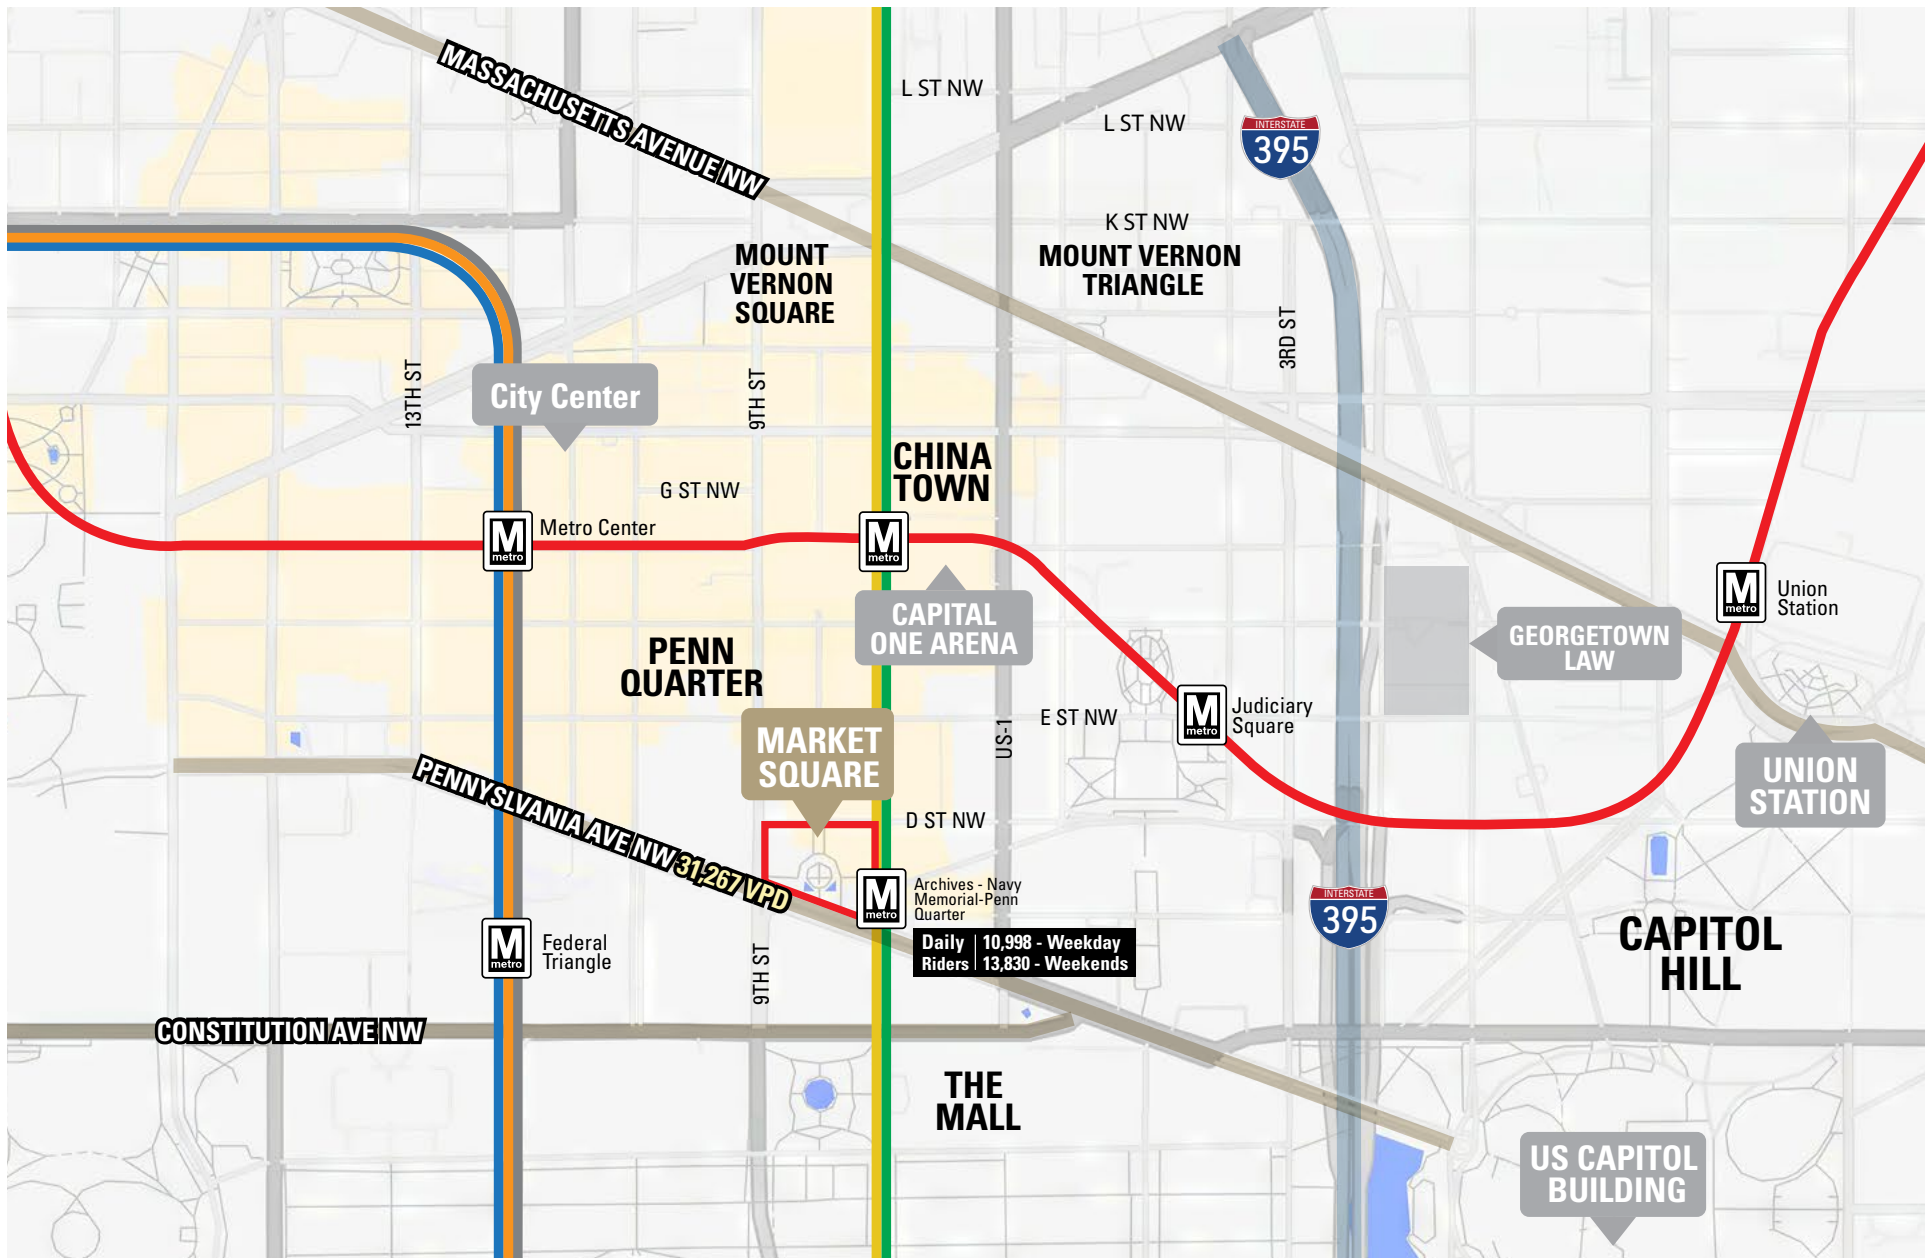 MASSACHUSETTS AVENUE NW
L ST NW
L ST NW
INTERSTATE
395
K ST NW
MOUNT
VERNON
SQUARE
MOUNT VERNON
TRIANGLE
3RD ST
13TH ST
City Center
9TH ST
CHINA
TOWN
G ST NW
M
metro
Metro Center
M
metro
CAPITAL
ONE ARENA
M
metro
Union
Station
GEORGETOWN
LAW
PENN
QUARTER
M
metro
Judiciary
Square
E ST NW
US-1
MARKET
SQUARE
UNION
STATION
PENNYSLVANIA AVE NW 31,267 VPD
D ST NW
M
metro
Archives - Navy
Memorial-Penn
Quarter
Daily | 10,998 - Weekday
Riders | 13,830 - Weekends
INTERSTATE
395
CAPITOL
HILL
M
metro
Federal
Triangle
9TH ST
CONSTITUTION AVE NW
THE
MALL
US CAPITOL
BUILDING